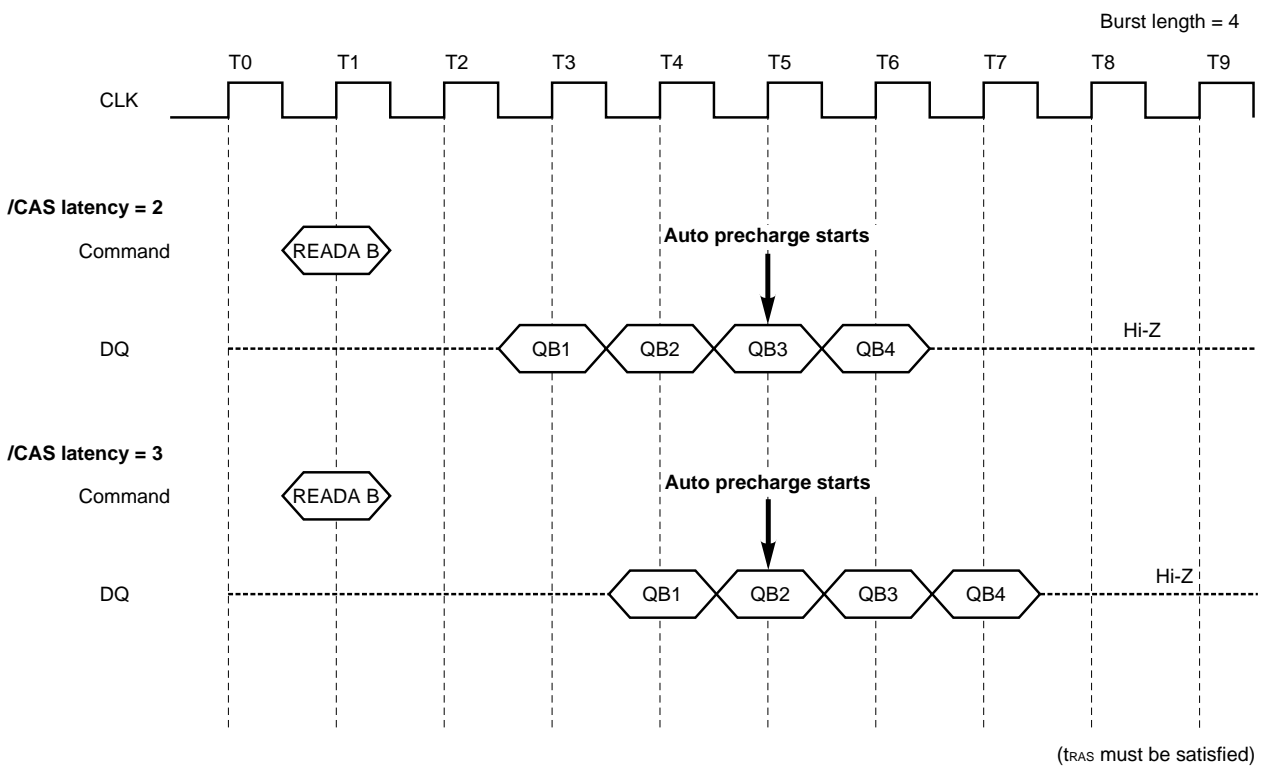 Burst length = 4
T0 T1 T2 T3 T4 T5 T6 T7 T8 T9
CLK
/CAS latency = 2
Command READA B Auto precharge starts
DQ QB1 QB2 QB3 QB4 Hi-Z
/CAS latency = 3
Command READA B Auto precharge starts
DQ QB1 QB2 QB3 QB4 Hi-Z
(tRAS must be satisfied)